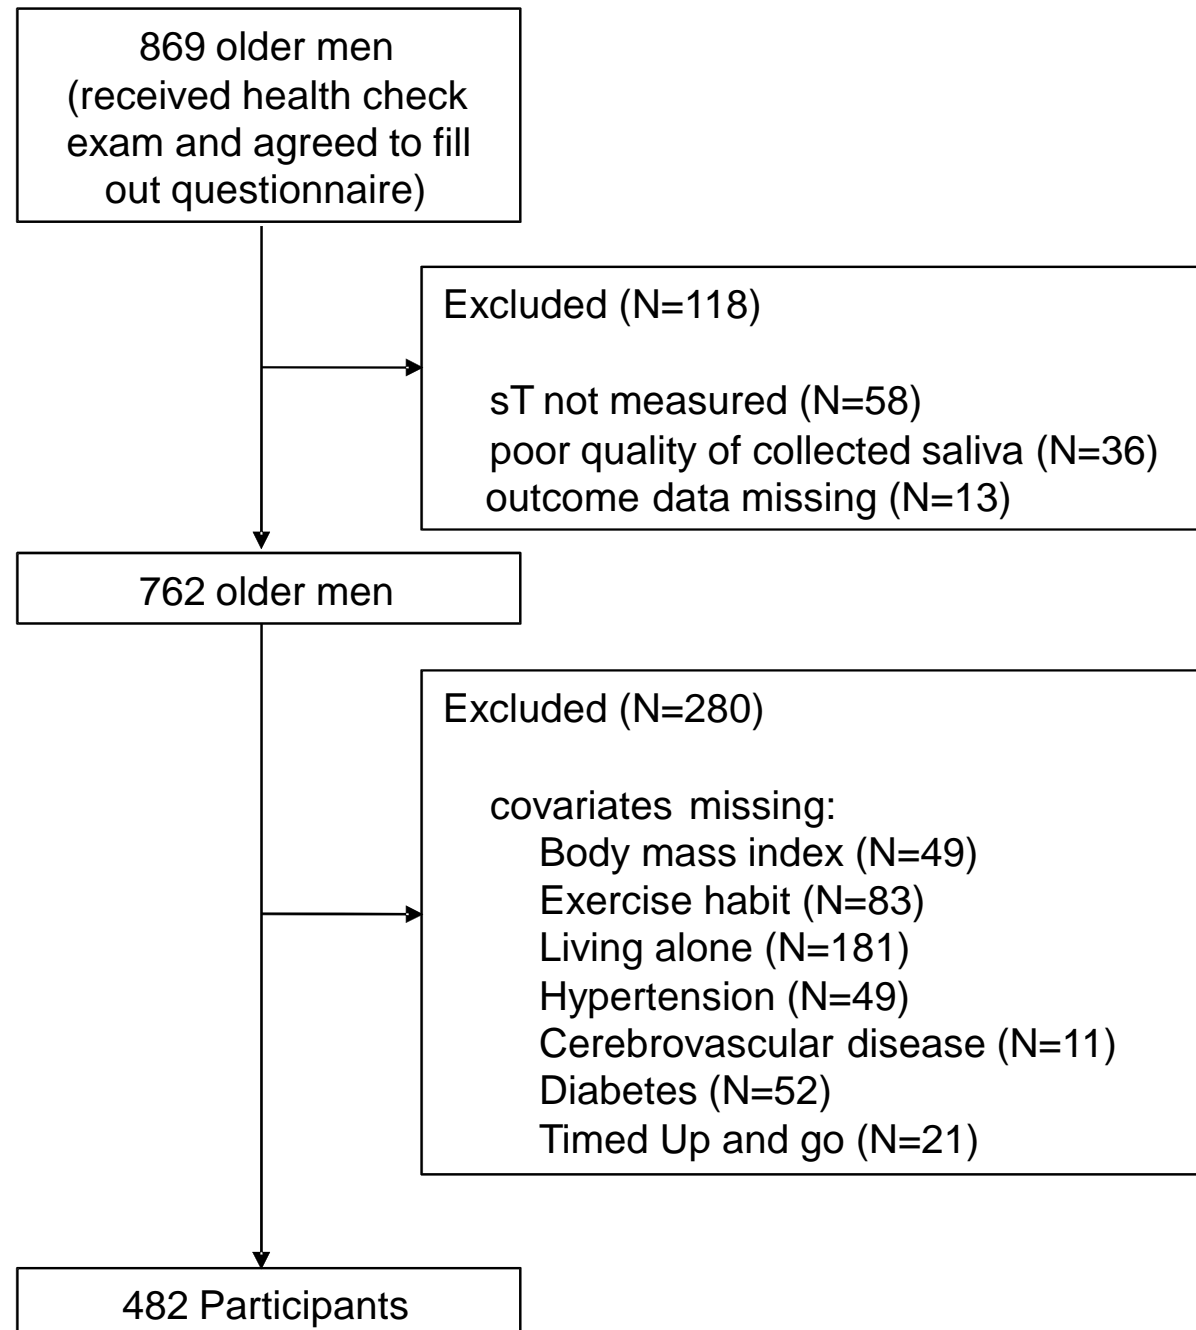 869 older men
(received health check
exam and agreed to fill
out questionnaire)
Excluded (N=118)
sT not measured (N=58)
poor quality of collected saliva (N=36)
outcome data missing (N=13)
762 older men
Excluded (N=280)
covariates missing:
Body mass index (N=49)
Exercise habit (N=83)
Living alone (N=181)
Hypertension (N=49)
Cerebrovascular disease (N=11)
Diabetes (N=52)
Timed Up and go (N=21)
482 Participants